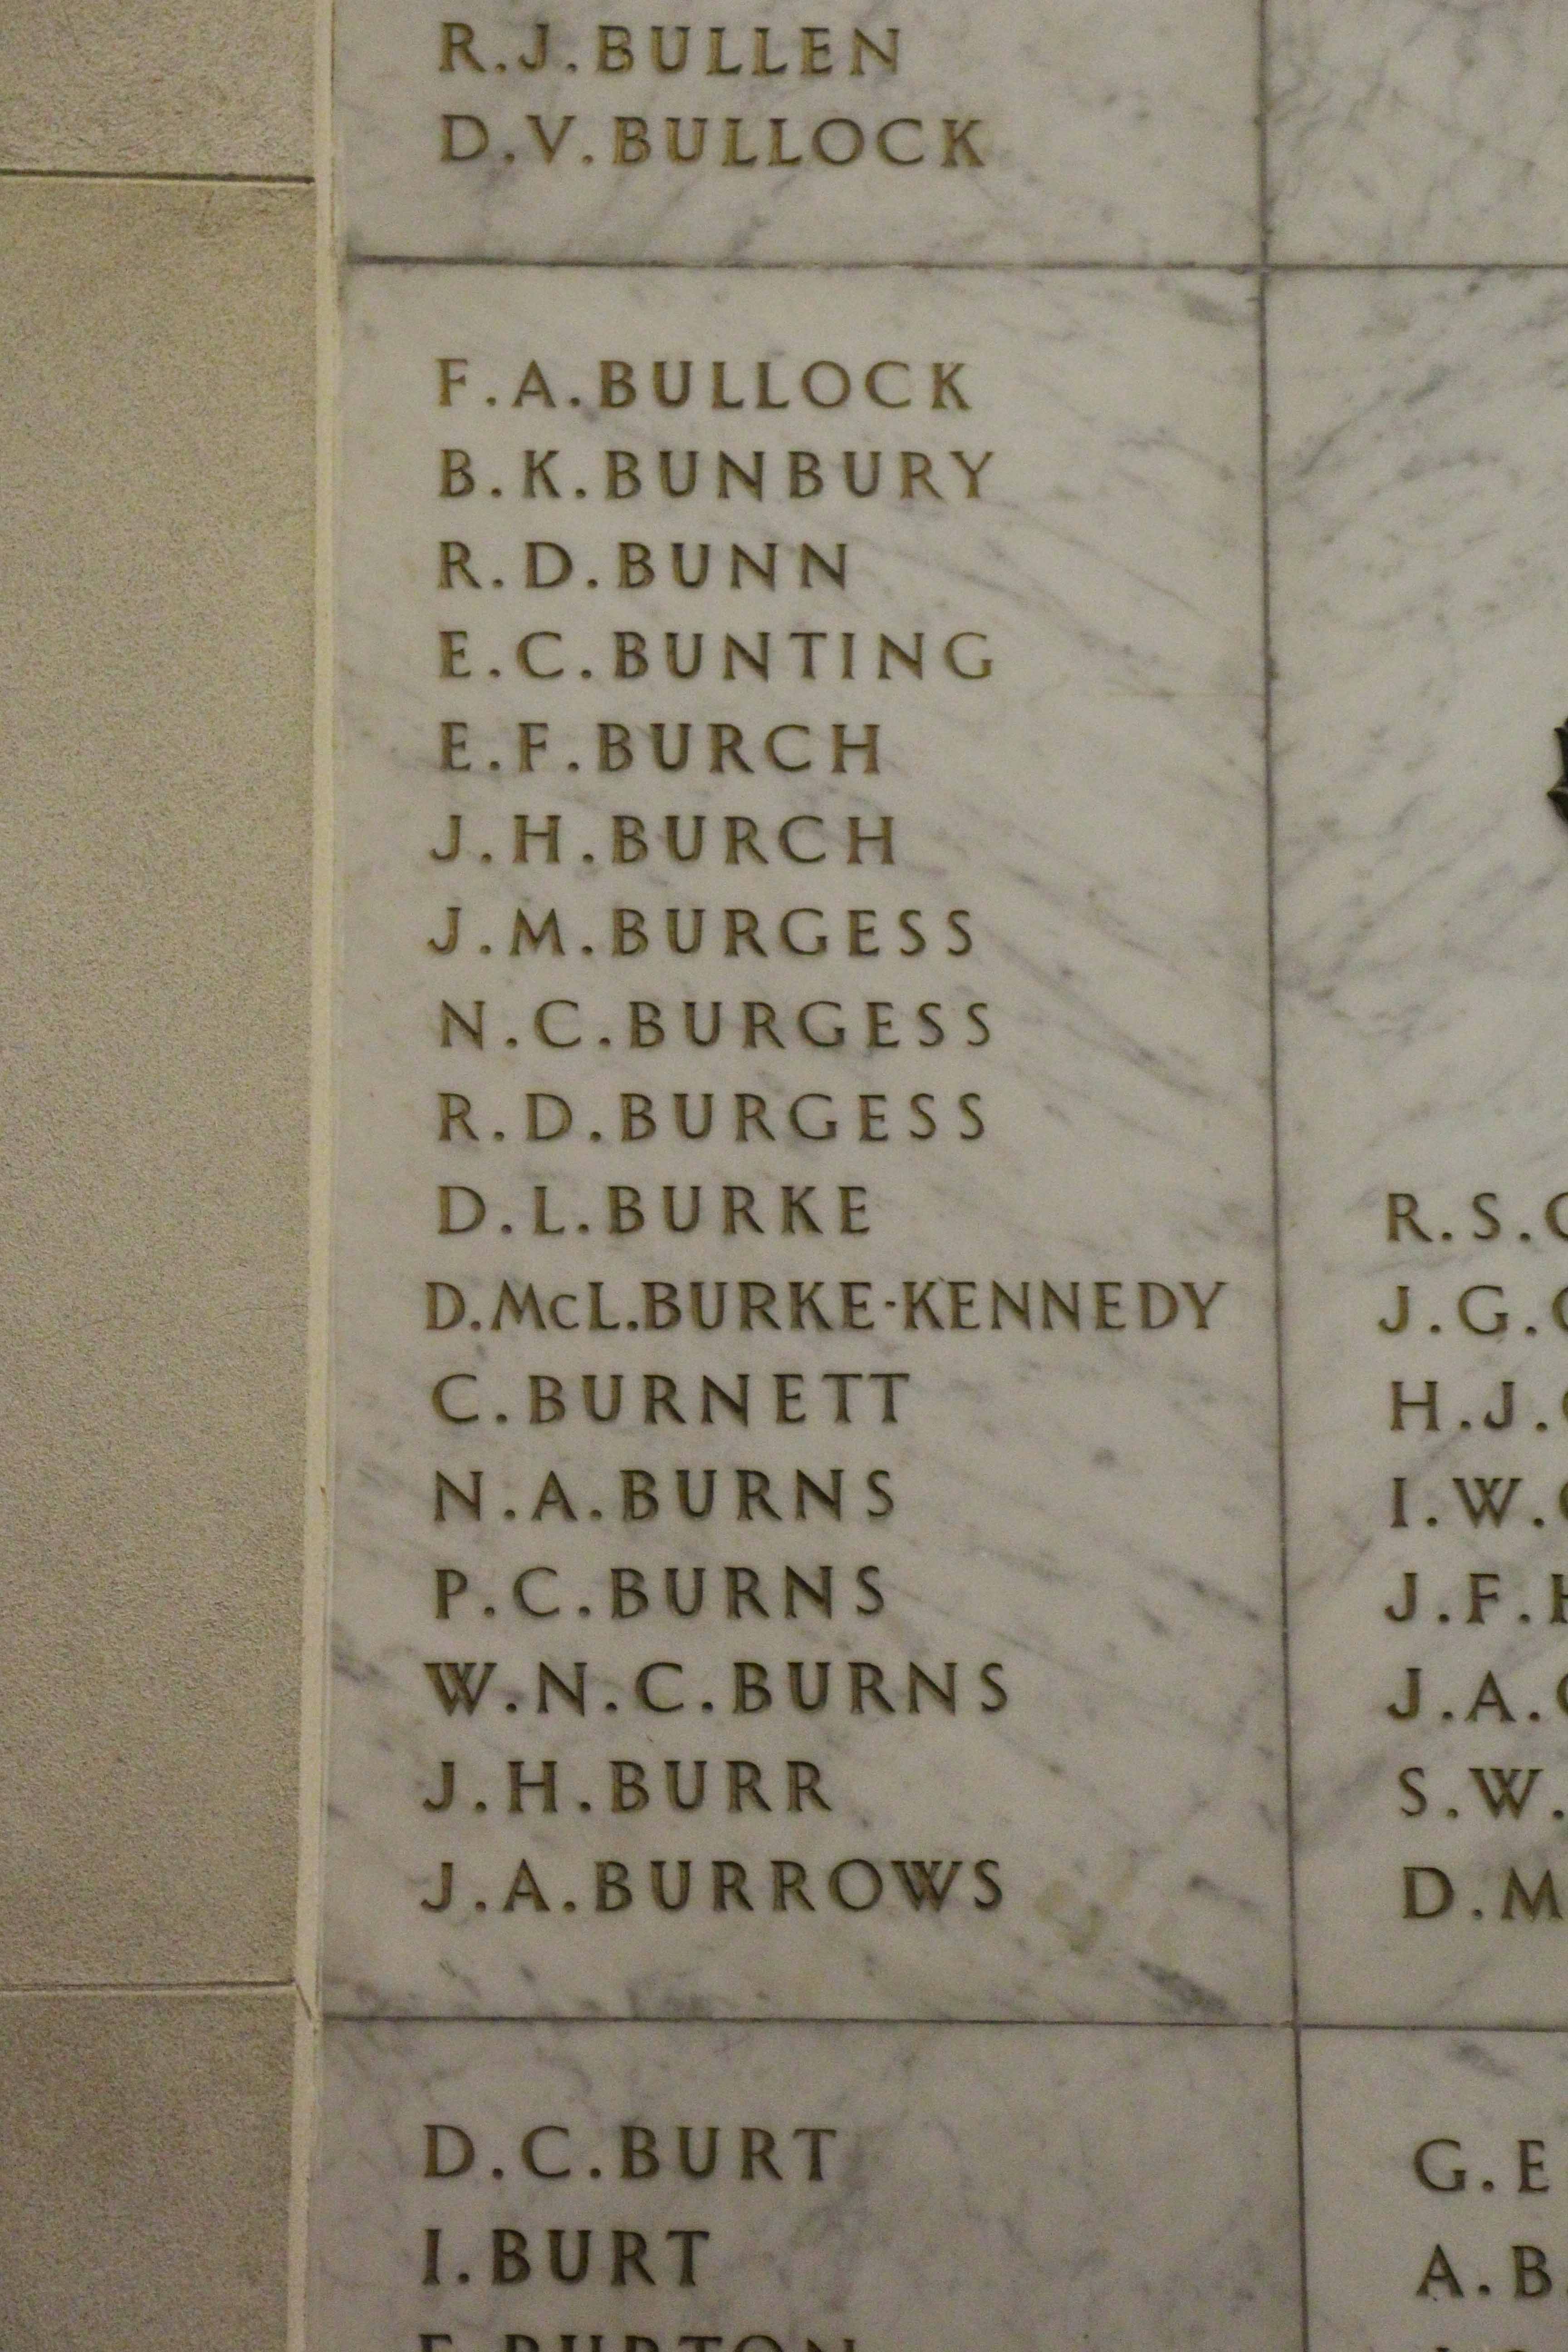 R.J.BULLEN
D.V.BULLOCK
F.A.BULLOCK
B.K.BUNBURY
R.D.BUNN
E.C.BUNTING
E.F.BURCH
J.H.BURCH
J.M.BURGESS
N.C.BURGESS
R.D.BURGESS
D.L.BURKE
D.McL.BURKE-KENNEDY
C.BURNETT
N.A.BURNS
P.C.BURNS
W.N.C.BURNS
J.H.BURR
J.A.BURROWS
D.C.BURT
I.BURT
R.S.
J.G.
H.J.
I.W.
J.F.
J.A.
S.W.
D.M
G.E
A.B.